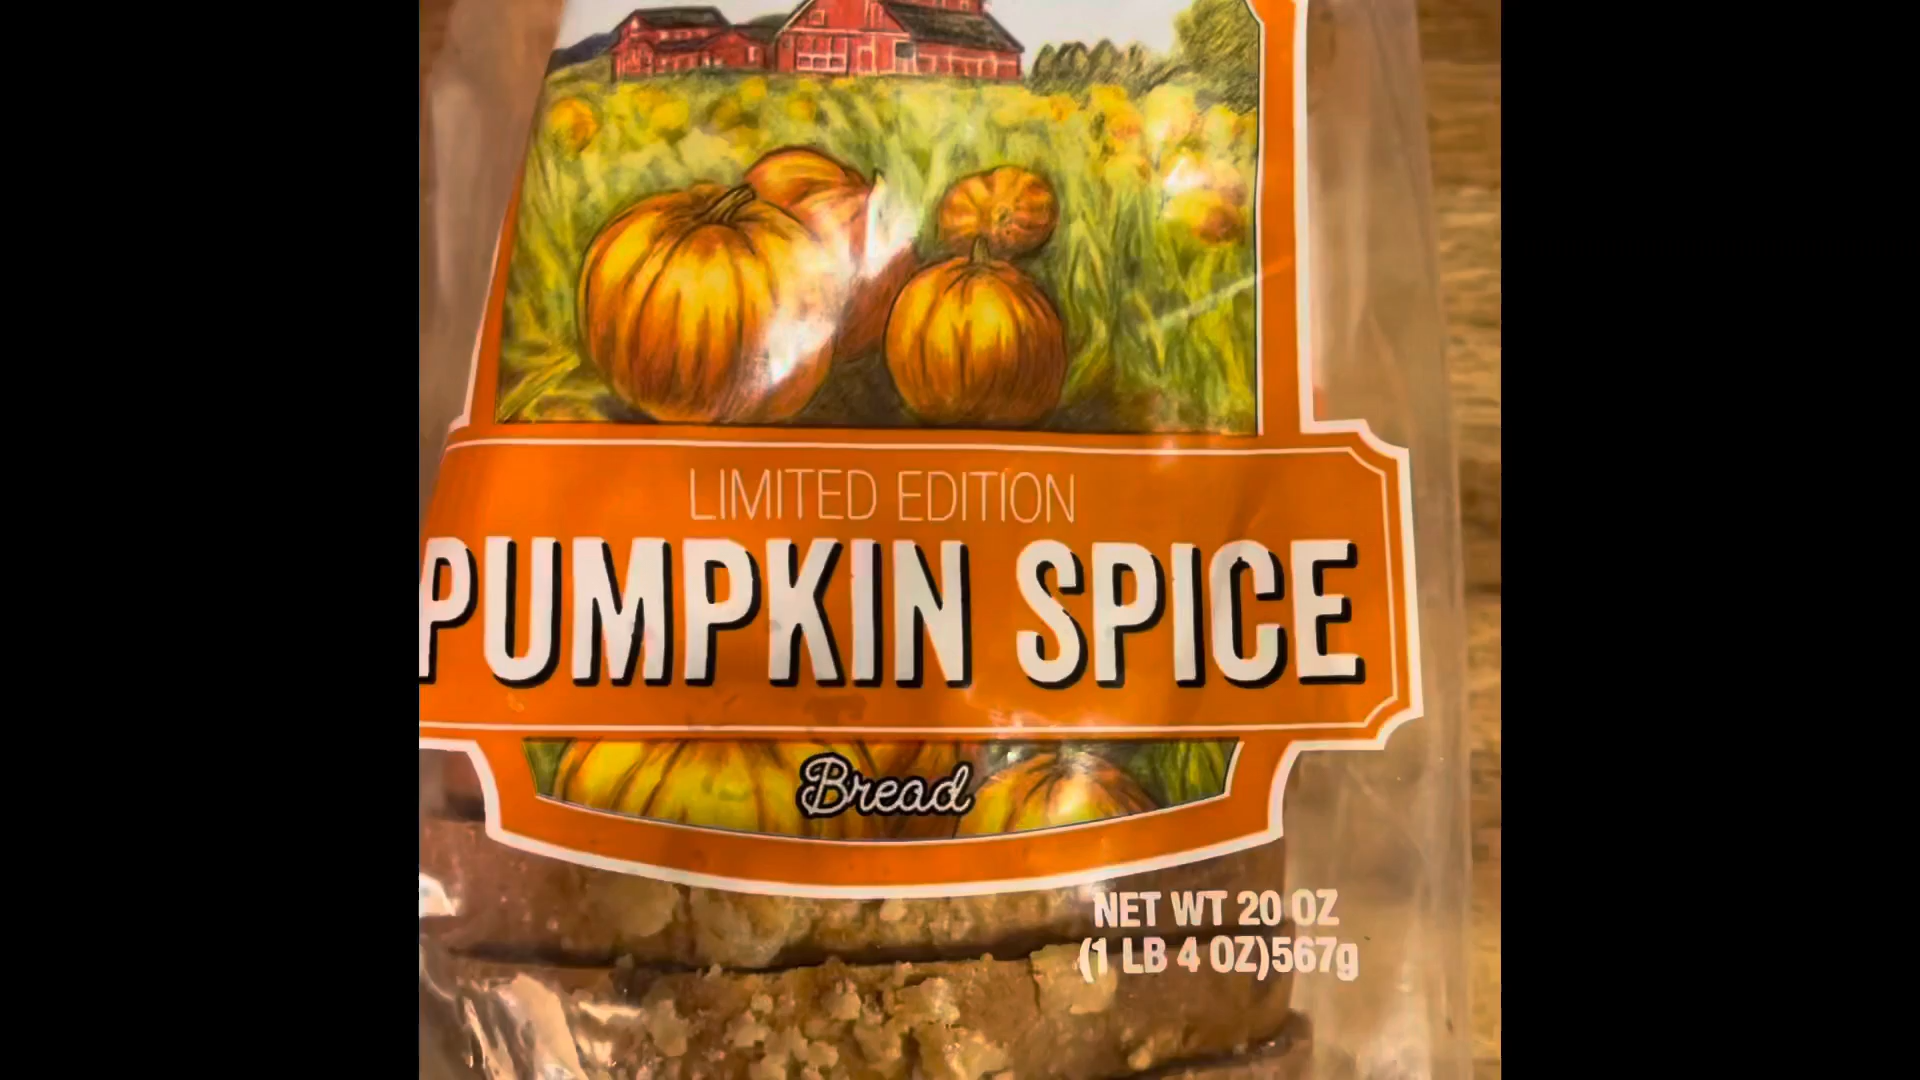 LIMITED EDITION
PUMPKIN SPICE
Bread
NET WT 20 OZ
(1 LB 4 OZ)567g